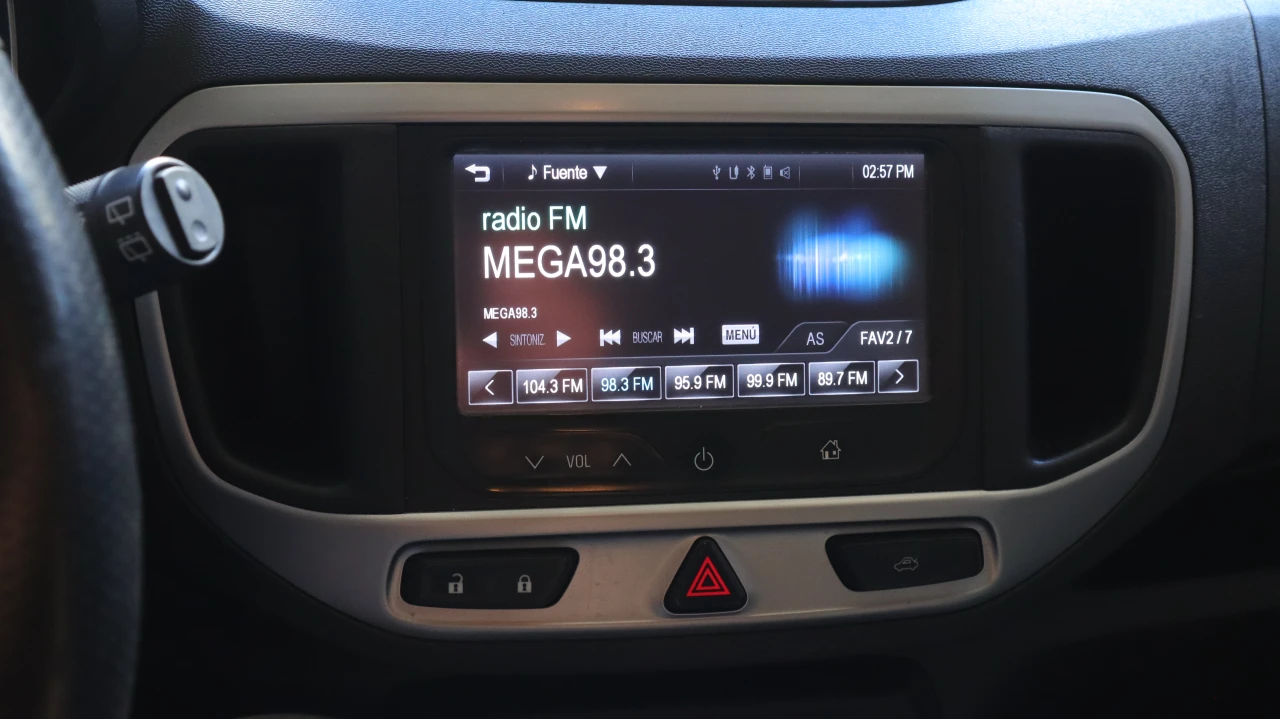 Fuente 02:57 PM
radio FM
MEGA98.3
MEGA98.3
SINTONIZ. BUSCAR MENÚ AS FAV2 / 7
104.3 FM 98.3 FM 95.9 FM 99.9 FM 89.7 FM
VOL